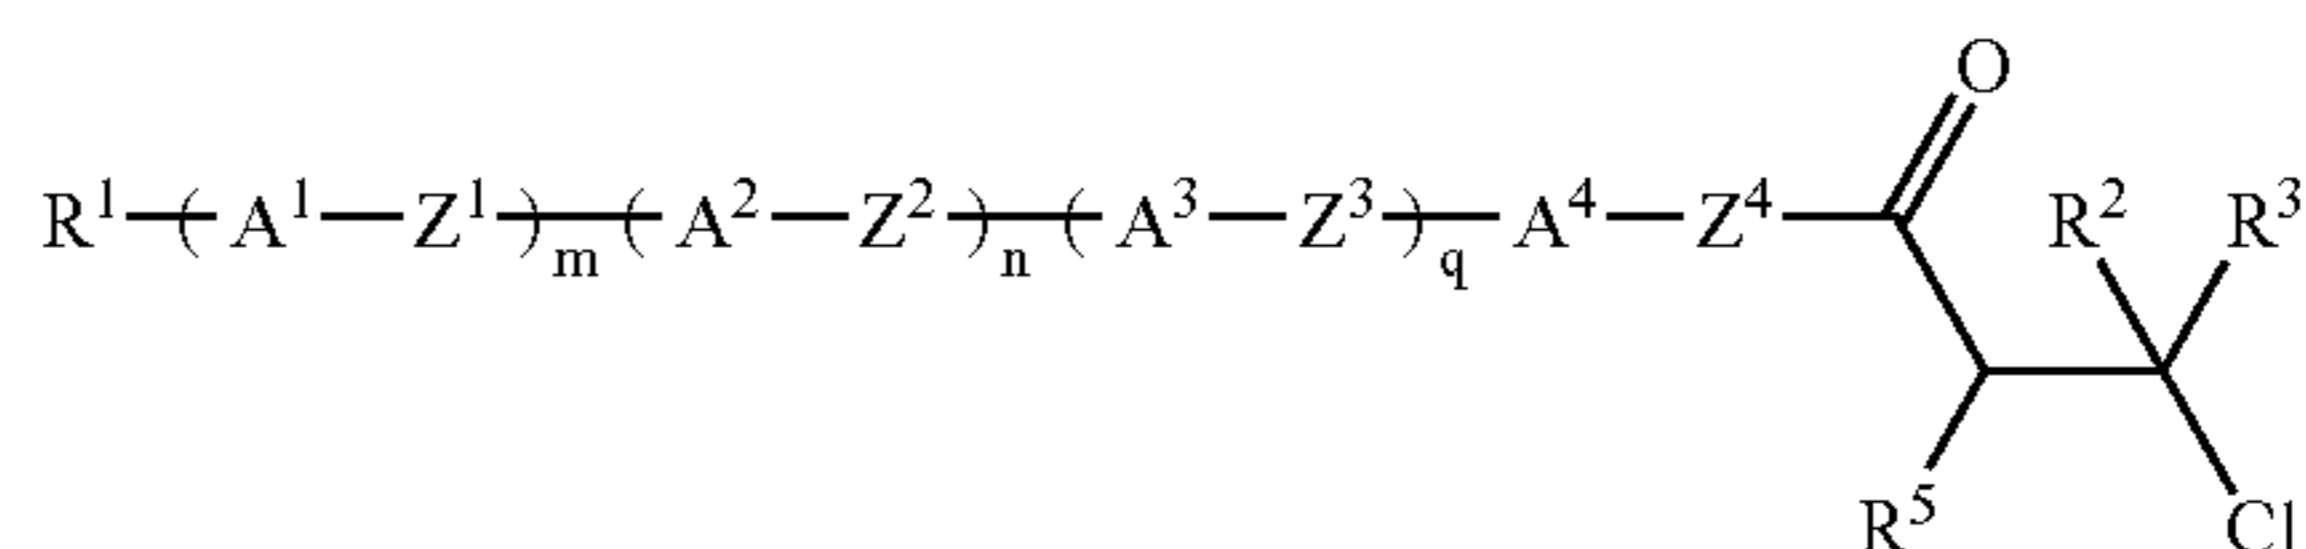 O
R¹—(A¹—Z¹)m—(A²—Z²)n—(A³—Z³)q—A⁴—Z⁴ R² R³
R⁵ Cl